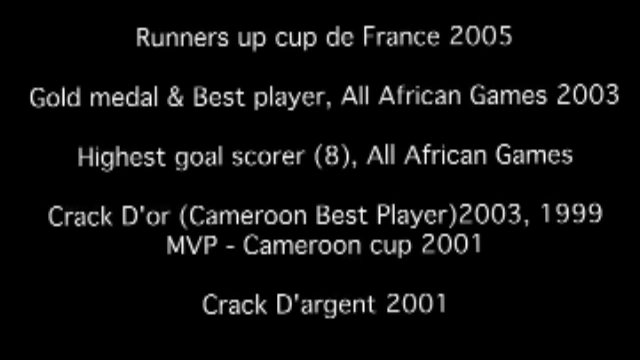 Runners up cup de France 2005
Gold medal & Best player, All African Games 2003
Highest goal scorer (8), All African Games
Crack D'or (Cameroon Best Player)2003, 1999
MVP - Cameroon cup 2001
Crack D'argent 2001